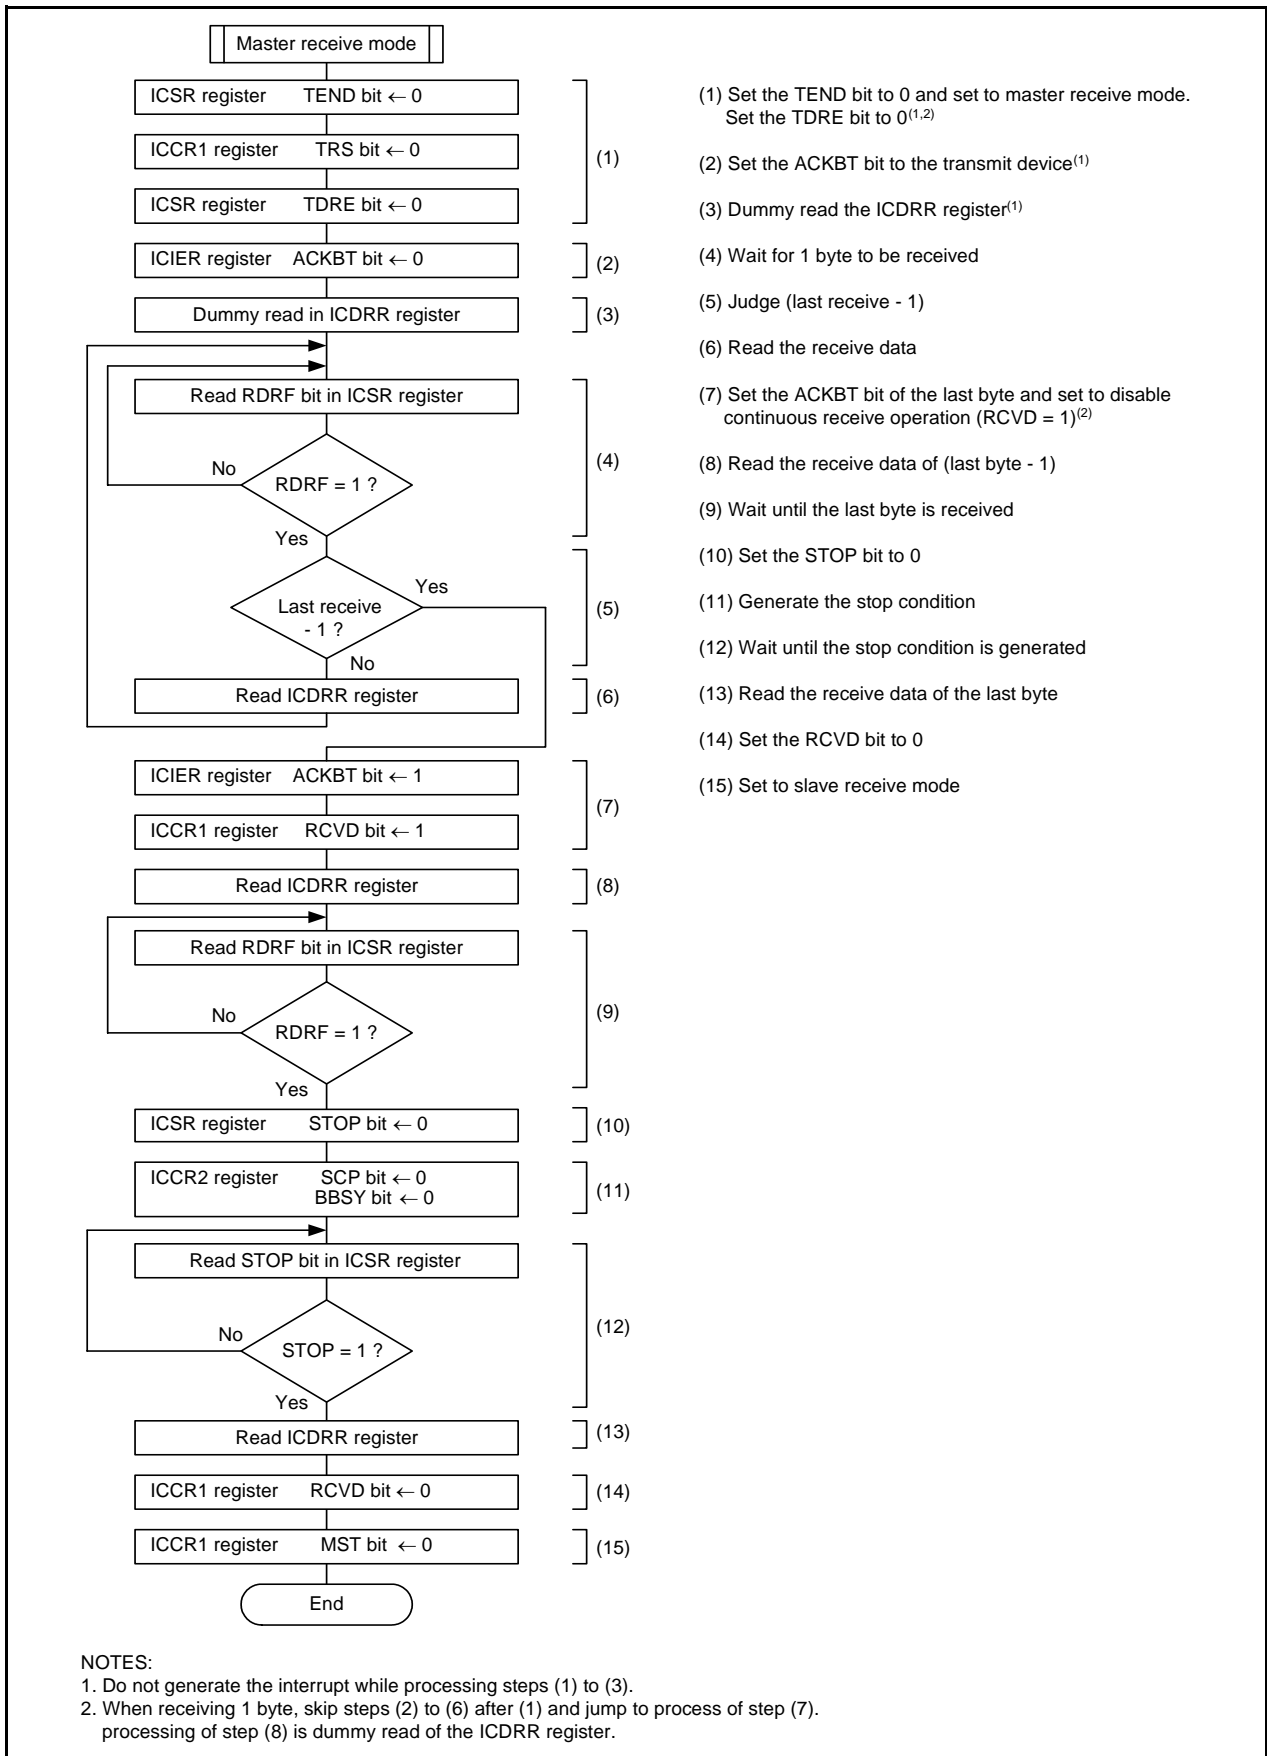 Master receive mode
ICSR register TEND bit ← 0
ICCR1 register TRS bit ← 0
(1)
ICSR register TDRE bit ← 0
ICIER register ACKBT bit ← 0
(2)
Dummy read in ICDRR register
(3)
Read RDRF bit in ICSR register
(4)
No
RDRF = 1 ?
Yes
Yes
Last receive
- 1 ?
(5)
No
Read ICDRR register
(6)
ICIER register ACKBT bit ← 1
(7)
ICCR1 register RCVD bit ← 1
Read ICDRR register
(8)
Read RDRF bit in ICSR register
(9)
No
RDRF = 1 ?
Yes
ICSR register STOP bit ← 0
(10)
ICCR2 register SCP bit ← 0
BBSY bit ← 0
(11)
Read STOP bit in ICSR register
(12)
No
STOP = 1 ?
Yes
Read ICDRR register
(13)
ICCR1 register RCVD bit ← 0
(14)
ICCR1 register MST bit ← 0
(15)
End
(1) Set the TEND bit to 0 and set to master receive mode.
Set the TDRE bit to 0(1,2)
(2) Set the ACKBT bit to the transmit device(1)
(3) Dummy read the ICDRR register(1)
(4) Wait for 1 byte to be received
(5) Judge (last receive - 1)
(6) Read the receive data
(7) Set the ACKBT bit of the last byte and set to disable
continuous receive operation (RCVD = 1)(2)
(8) Read the receive data of (last byte - 1)
(9) Wait until the last byte is received
(10) Set the STOP bit to 0
(11) Generate the stop condition
(12) Wait until the stop condition is generated
(13) Read the receive data of the last byte
(14) Set the RCVD bit to 0
(15) Set to slave receive mode
NOTES:
1. Do not generate the interrupt while processing steps (1) to (3).
2. When receiving 1 byte, skip steps (2) to (6) after (1) and jump to process of step (7).
processing of step (8) is dummy read of the ICDRR register.